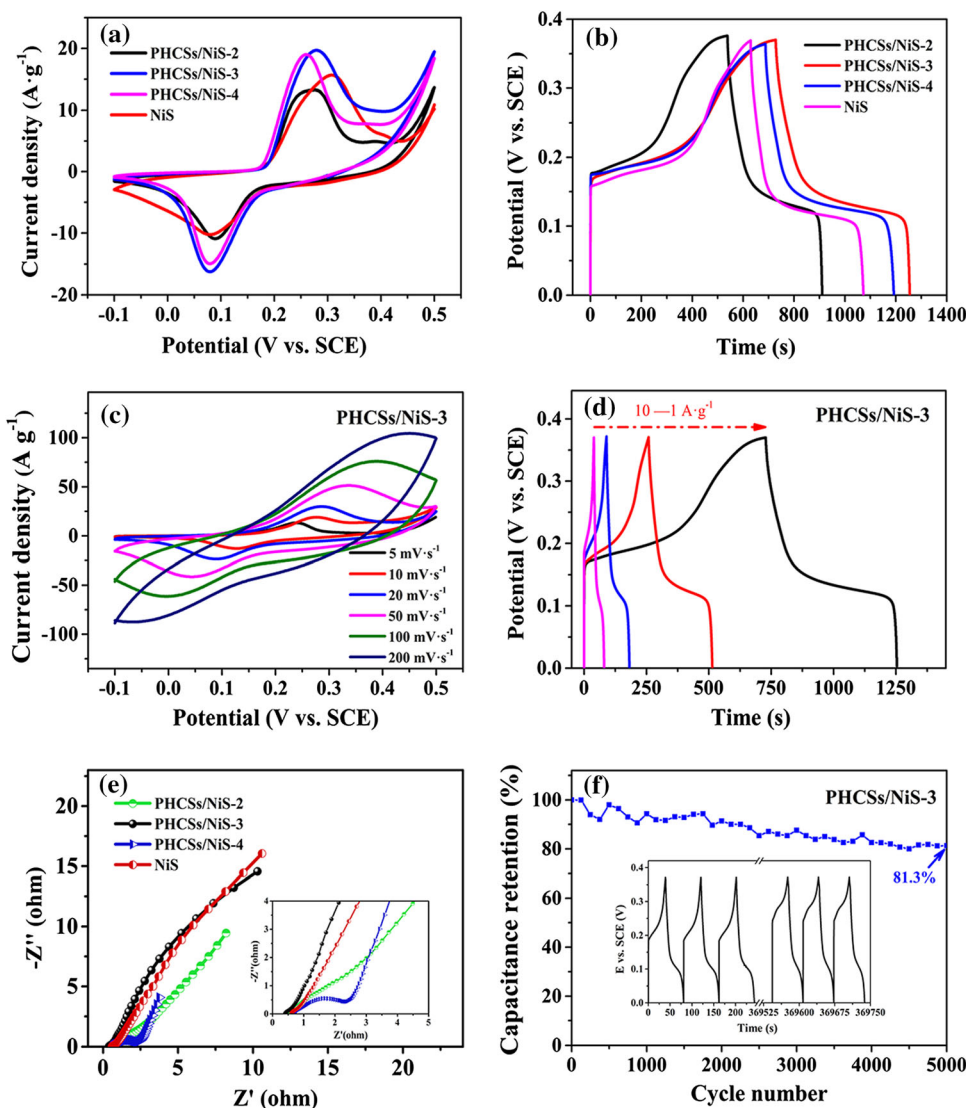 (a)
PHCSs/NiS-2
PHCSs/NiS-3
PHCSs/NiS-4
NiS
20
10
0
-10
-20
Current density (A·g⁻¹)
-0.1 0.0 0.1 0.2 0.3 0.4 0.5
Potential (V vs. SCE)
(b)
PHCSs/NiS-2
PHCSs/NiS-3
PHCSs/NiS-4
NiS
0.4
0.3
0.2
0.1
0.0
Potential (V vs. SCE)
0 200 400 600 800 1000 1200 1400
Time (s)
(c)
PHCSs/NiS-3
100
50
0
-50
-100
Current density (A g⁻¹)
5 mV·s⁻¹
10 mV·s⁻¹
20 mV·s⁻¹
50 mV·s⁻¹
100 mV·s⁻¹
200 mV·s⁻¹
-0.1 0.0 0.1 0.2 0.3 0.4 0.5
Potential (V vs. SCE)
(d)
10 —1 A·g⁻¹
PHCSs/NiS-3
0.4
0.3
0.2
0.1
0.0
Potential (V vs. SCE)
0 250 500 750 1000 1250
Time (s)
(e)
PHCSs/NiS-2
PHCSs/NiS-3
PHCSs/NiS-4
NiS
25
20
15
10
5
0
-Z'' (ohm)
0 5 10 15 20
Z' (ohm)
4
3
2
1
0
-Z''(ohm)
0 1 2 3 4 5
Z'(ohm)
(f)
PHCSs/NiS-3
100
80
60
40
20
0
Capacitance retention (%)
81.3%
0.4
0.3
0.2
0.1
0.0
E vs. SCE (V)
0 50 100 150 200 369525 369600 369675 369750
Time (s)
0 1000 2000 3000 4000 5000
Cycle number